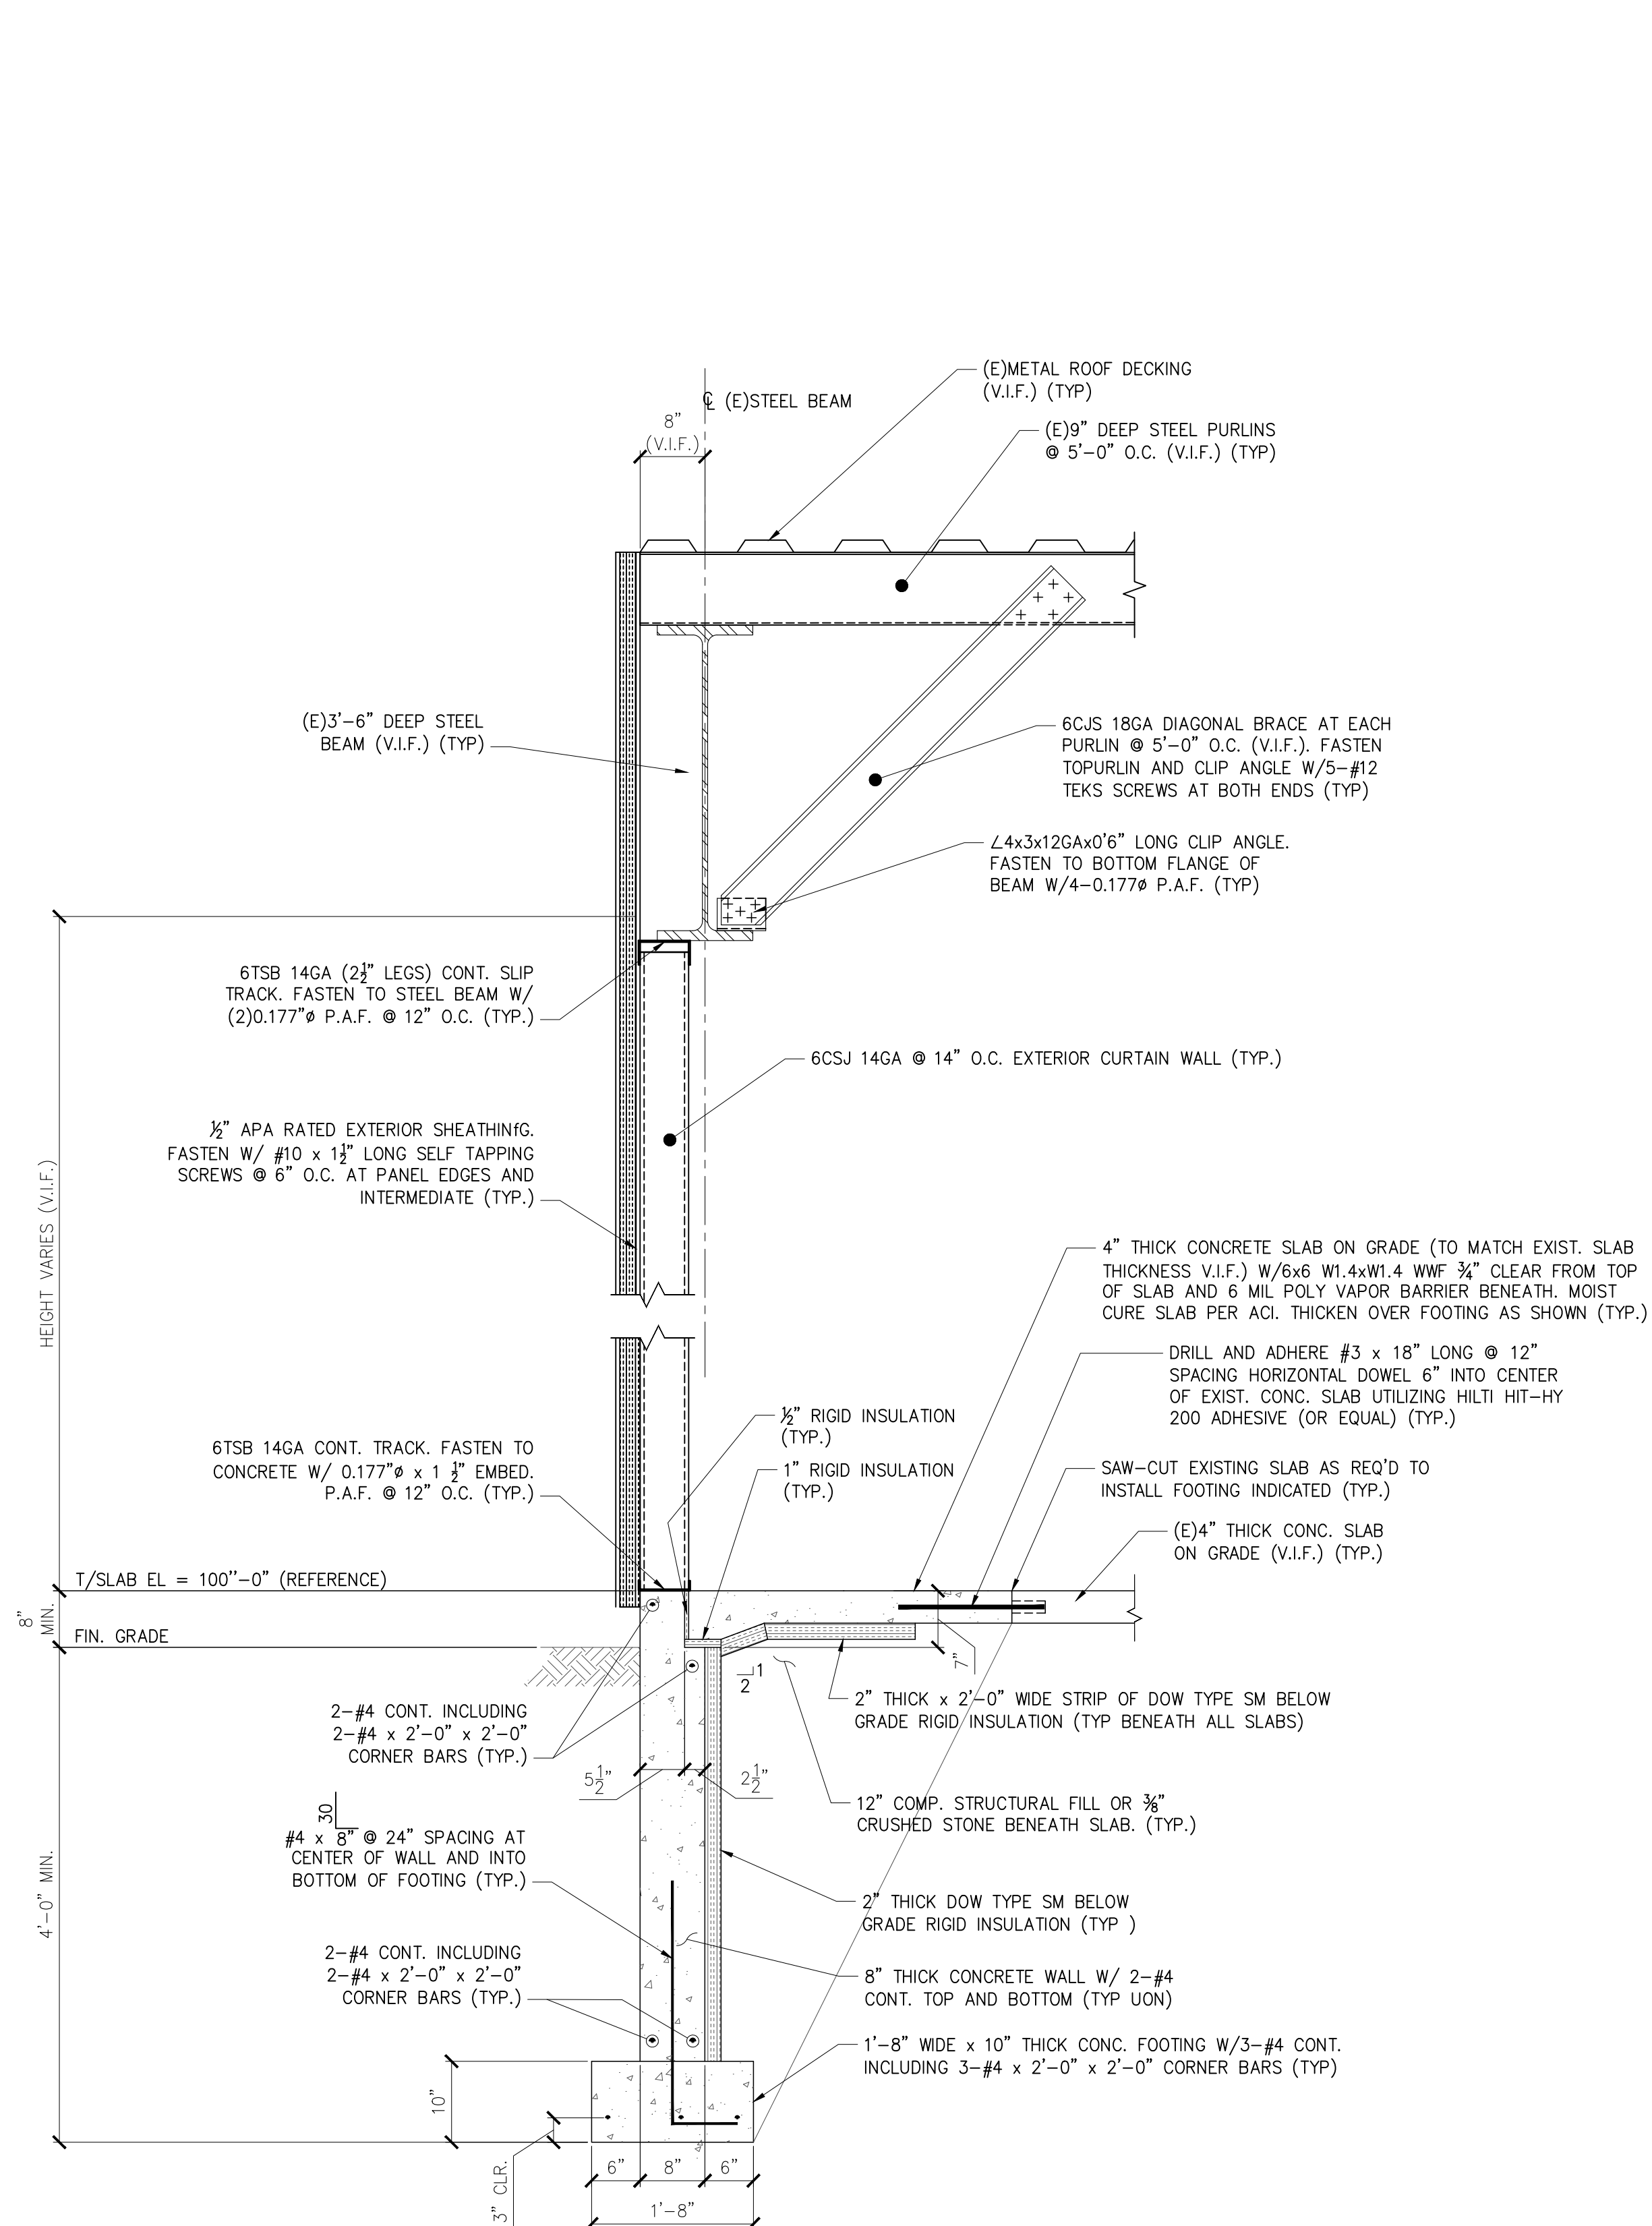 (E)METAL ROOF DECKING
(V.I.F.) (TYP)
℄ (E)STEEL BEAM
8"
(V.I.F.)
(E)9" DEEP STEEL PURLINS
@ 5'-0" O.C. (V.I.F.) (TYP)
(E)3'-6" DEEP STEEL
BEAM (V.I.F.) (TYP)
6CJS 18GA DIAGONAL BRACE AT EACH
PURLIN @ 5'-0" O.C. (V.I.F.). FASTEN
TOPURLIN AND CLIP ANGLE W/5-#12
TEKS SCREWS AT BOTH ENDS (TYP)
∠4x3x12GAx0'6" LONG CLIP ANGLE.
FASTEN TO BOTTOM FLANGE OF
BEAM W/4-0.177ø P.A.F. (TYP)
6TSB 14GA (2½" LEGS) CONT. SLIP
TRACK. FASTEN TO STEEL BEAM W/
(2)0.177"ø P.A.F. @ 12" O.C. (TYP.)
6CSJ 14GA @ 14" O.C. EXTERIOR CURTAIN WALL (TYP.)
½" APA RATED EXTERIOR SHEATHINfG.
FASTEN W/ #10 x 1½" LONG SELF TAPPING
SCREWS @ 6" O.C. AT PANEL EDGES AND
INTERMEDIATE (TYP.)
HEIGHT VARIES (V.I.F.)
4" THICK CONCRETE SLAB ON GRADE (TO MATCH EXIST. SLAB
THICKNESS V.I.F.) W/6x6 W1.4xW1.4 WWF ¾" CLEAR FROM TOP
OF SLAB AND 6 MIL POLY VAPOR BARRIER BENEATH. MOIST
CURE SLAB PER ACI. THICKEN OVER FOOTING AS SHOWN (TYP.)
DRILL AND ADHERE #3 x 18" LONG @ 12"
SPACING HORIZONTAL DOWEL 6" INTO CENTER
OF EXIST. CONC. SLAB UTILIZING HILTI HIT-HY
200 ADHESIVE (OR EQUAL) (TYP.)
½" RIGID INSULATION
(TYP.)
6TSB 14GA CONT. TRACK. FASTEN TO
CONCRETE W/ 0.177"ø x 1 ½" EMBED.
P.A.F. @ 12" O.C. (TYP.)
1" RIGID INSULATION
(TYP.)
SAW-CUT EXISTING SLAB AS REQ'D TO
INSTALL FOOTING INDICATED (TYP.)
(E)4" THICK CONC. SLAB
ON GRADE (V.I.F.) (TYP.)
T/SLAB EL = 100''-0" (REFERENCE)
8"
MIN.
FIN. GRADE
7"
1
2
2" THICK x 2'-0" WIDE STRIP OF DOW TYPE SM BELOW
GRADE RIGID INSULATION (TYP BENEATH ALL SLABS)
2-#4 CONT. INCLUDING
2-#4 x 2'-0" x 2'-0"
CORNER BARS (TYP.)
5½"
2½"
12" COMP. STRUCTURAL FILL OR ⅜"
CRUSHED STONE BENEATH SLAB. (TYP.)
30
#4 x 8" @ 24" SPACING AT
CENTER OF WALL AND INTO
BOTTOM OF FOOTING (TYP.)
4'-0" MIN.
2" THICK DOW TYPE SM BELOW
GRADE RIGID INSULATION (TYP )
2-#4 CONT. INCLUDING
2-#4 x 2'-0" x 2'-0"
CORNER BARS (TYP.)
8" THICK CONCRETE WALL W/ 2-#4
CONT. TOP AND BOTTOM (TYP UON)
1'-8" WIDE x 10" THICK CONC. FOOTING W/3-#4 CONT.
INCLUDING 3-#4 x 2'-0" x 2'-0" CORNER BARS (TYP)
10"
3" CLR.
6"
8"
6"
1'-8"